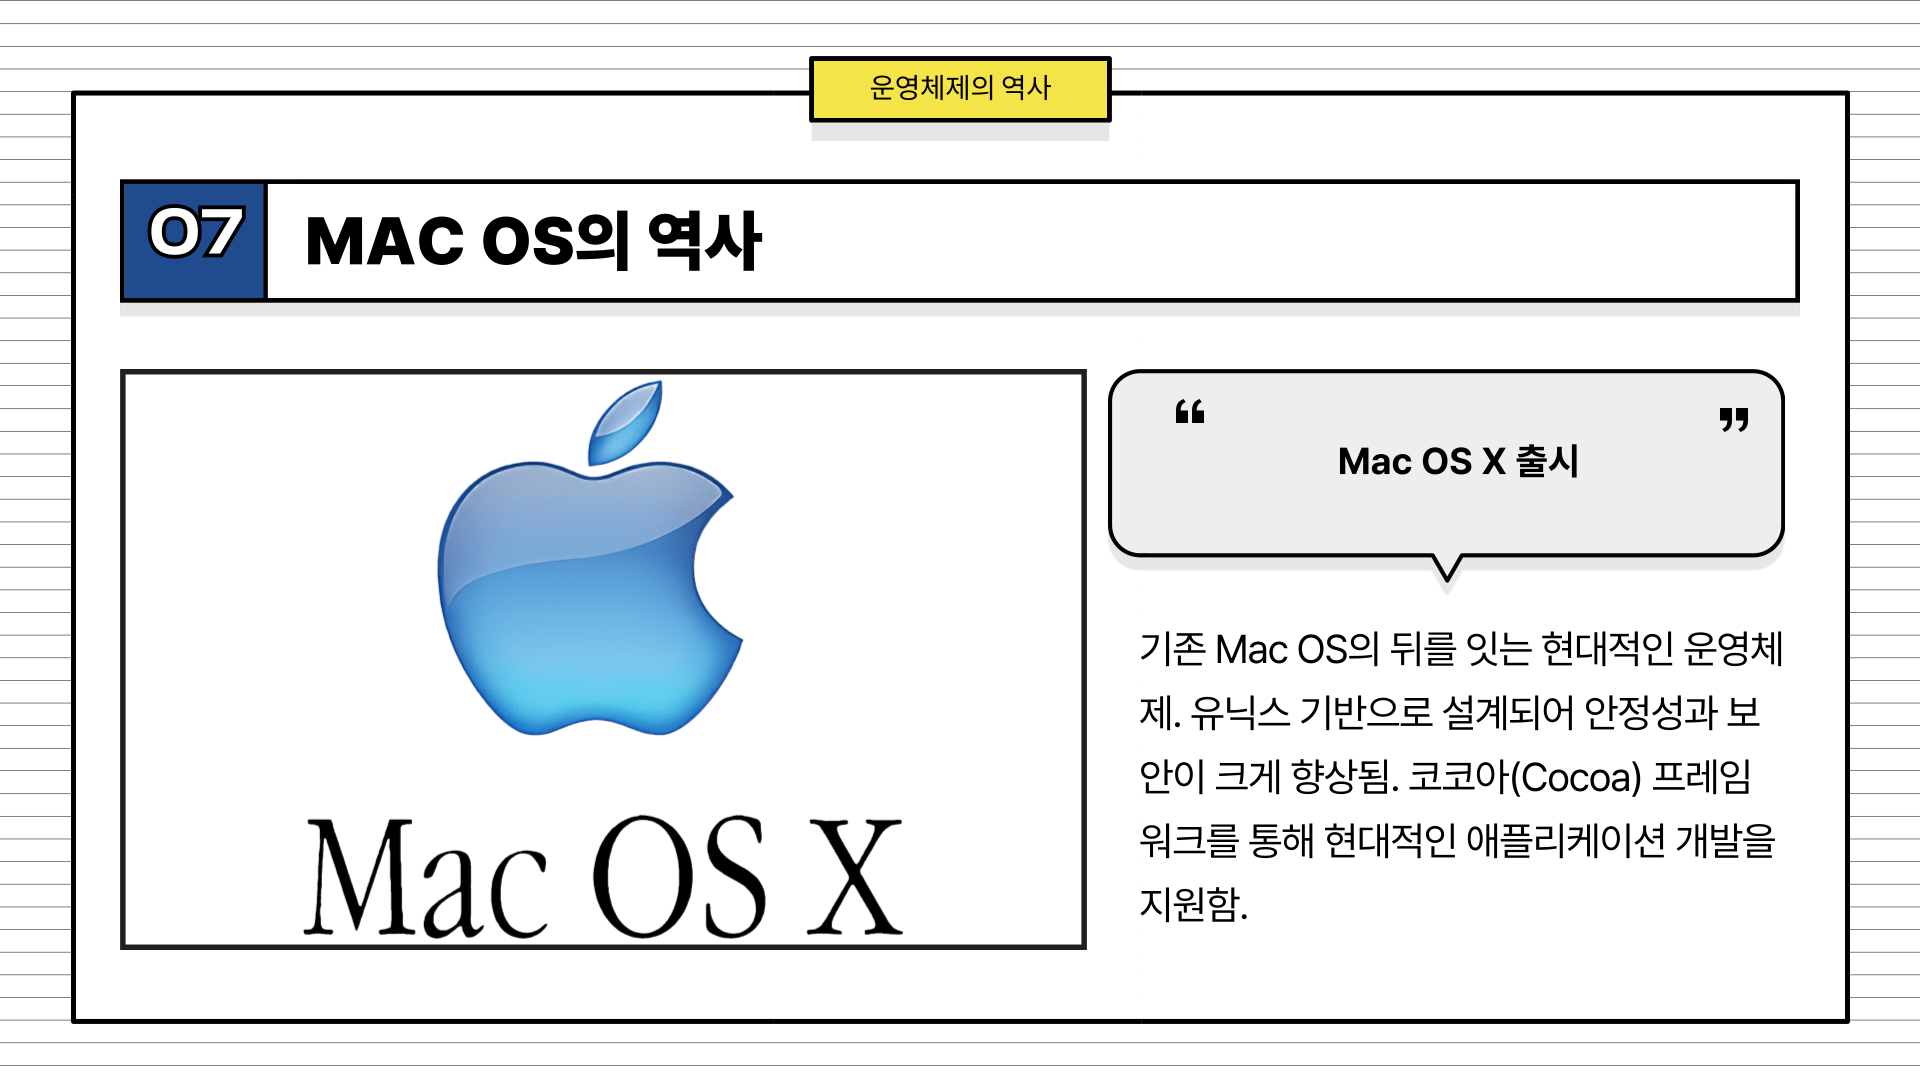 운영체제의 역사
07
MAC OS의 역사
Mac OS X
“ ”
Mac OS X 출시
기존 Mac OS의 뒤를 잇는 현대적인 운영체
제. 유닉스 기반으로 설계되어 안정성과 보
안이 크게 향상됨. 코코아(Cocoa) 프레임
워크를 통해 현대적인 애플리케이션 개발을
지원함.